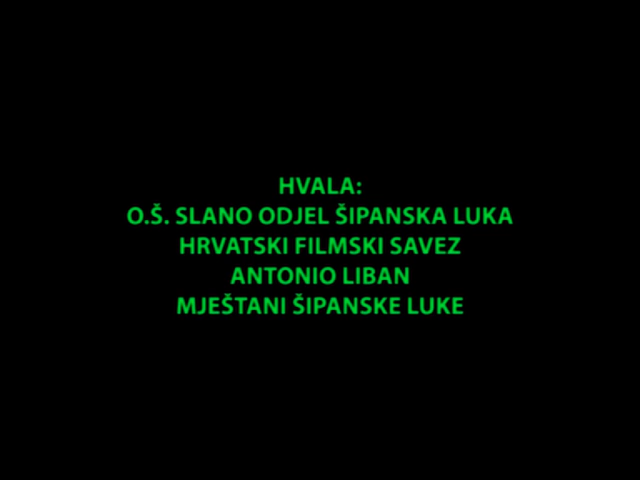 HVALA:
O.Š. SLANO ODJEL ŠIPANSKA LUKA
HRVATSKI FILMSKI SAVEZ
ANTONIO LIBAN
MJEŠTANI ŠIPANSKE LUKE